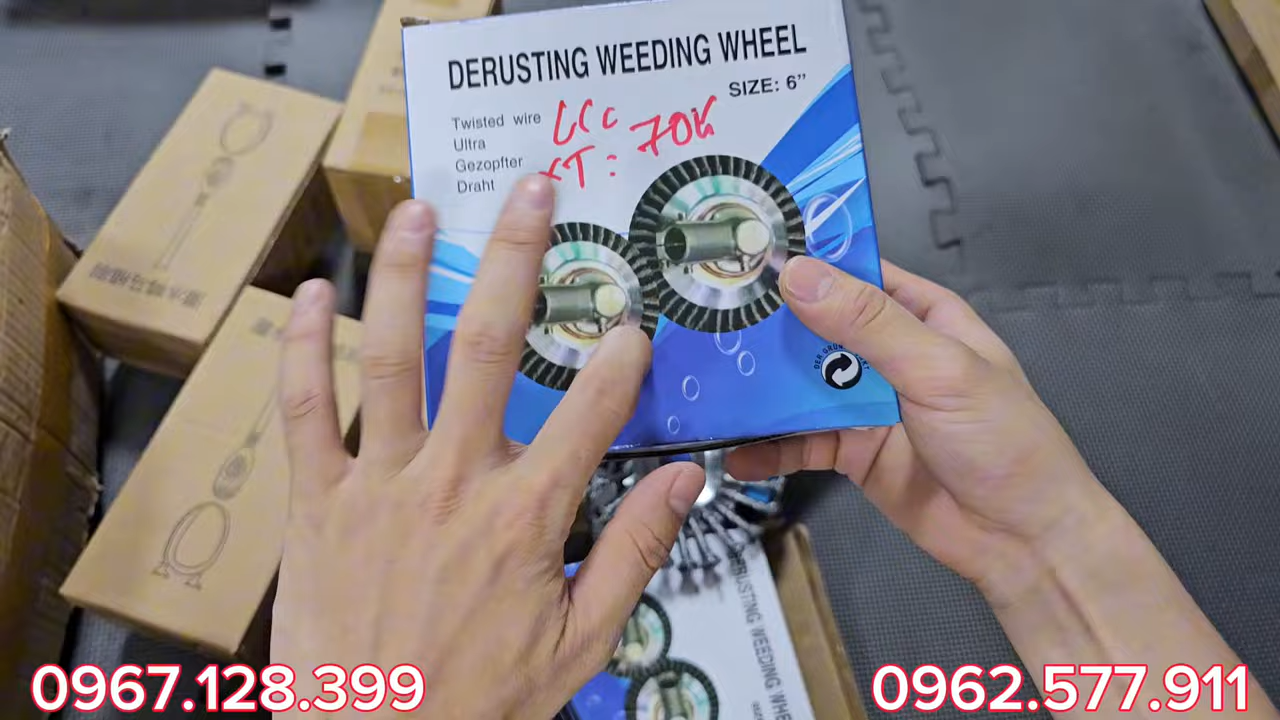 DERUSTING WEEDING WHEEL
SIZE: 6”
Twisted wire
Ultra
Gezopfter
Draht
70K
DERUSTING WEEDING WHE
0967.128.399
0962.577.911